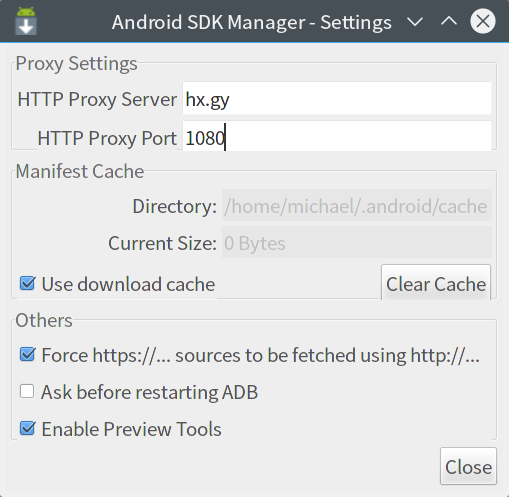 Android SDK Manager - Settings
Proxy Settings
HTTP Proxy Server hx.gy
HTTP Proxy Port 1080
Manifest Cache
Directory: /home/michael/.android/cache
Current Size: 0 Bytes
Use download cache Clear Cache
Others
Force https://... sources to be fetched using http://...
Ask before restarting ADB
Enable Preview Tools
Close